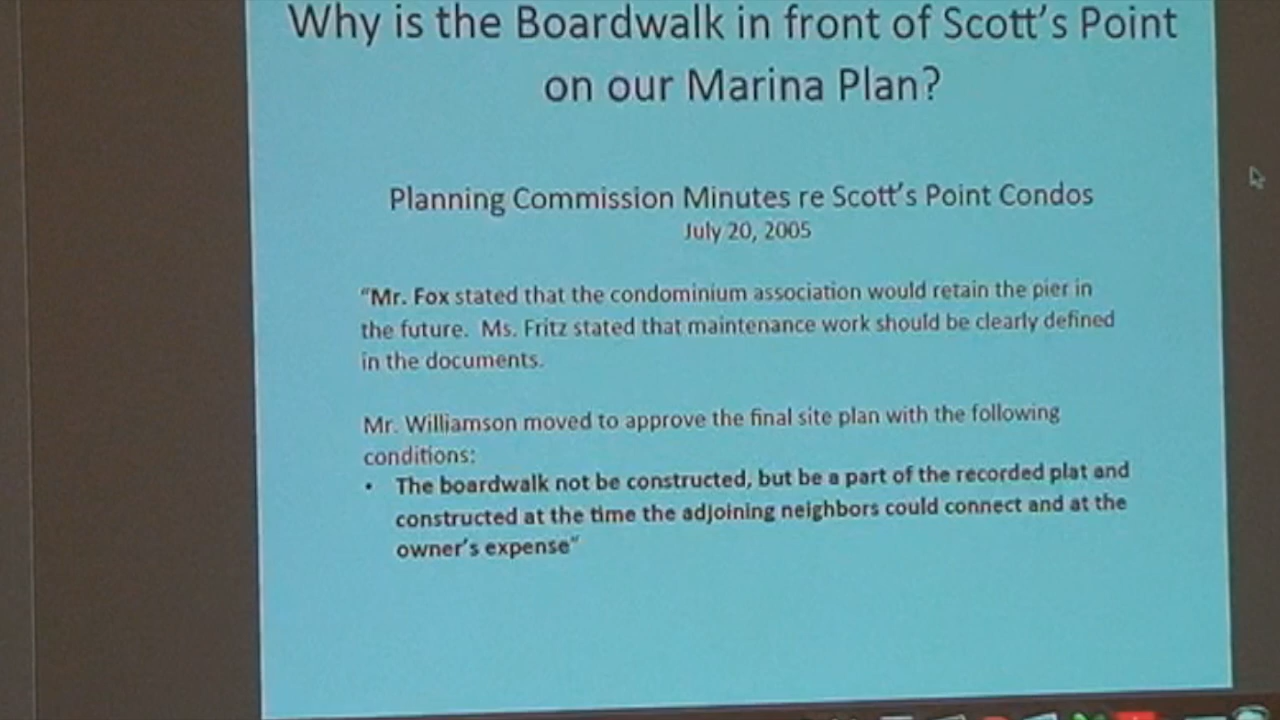 Why is the Boardwalk in front of Scott's Point
on our Marina Plan?
Planning Commission Minutes re Scott's Point Condos
July 20, 2005
"Mr. Fox stated that the condominium association would retain the pier in
the future.  Ms. Fritz stated that maintenance work should be clearly defined
in the documents.
Mr. Williamson moved to approve the final site plan with the following
conditions:
• The boardwalk not be constructed, but be a part of the recorded plat and
constructed at the time the adjoining neighbors could connect and at the
owner's expense"